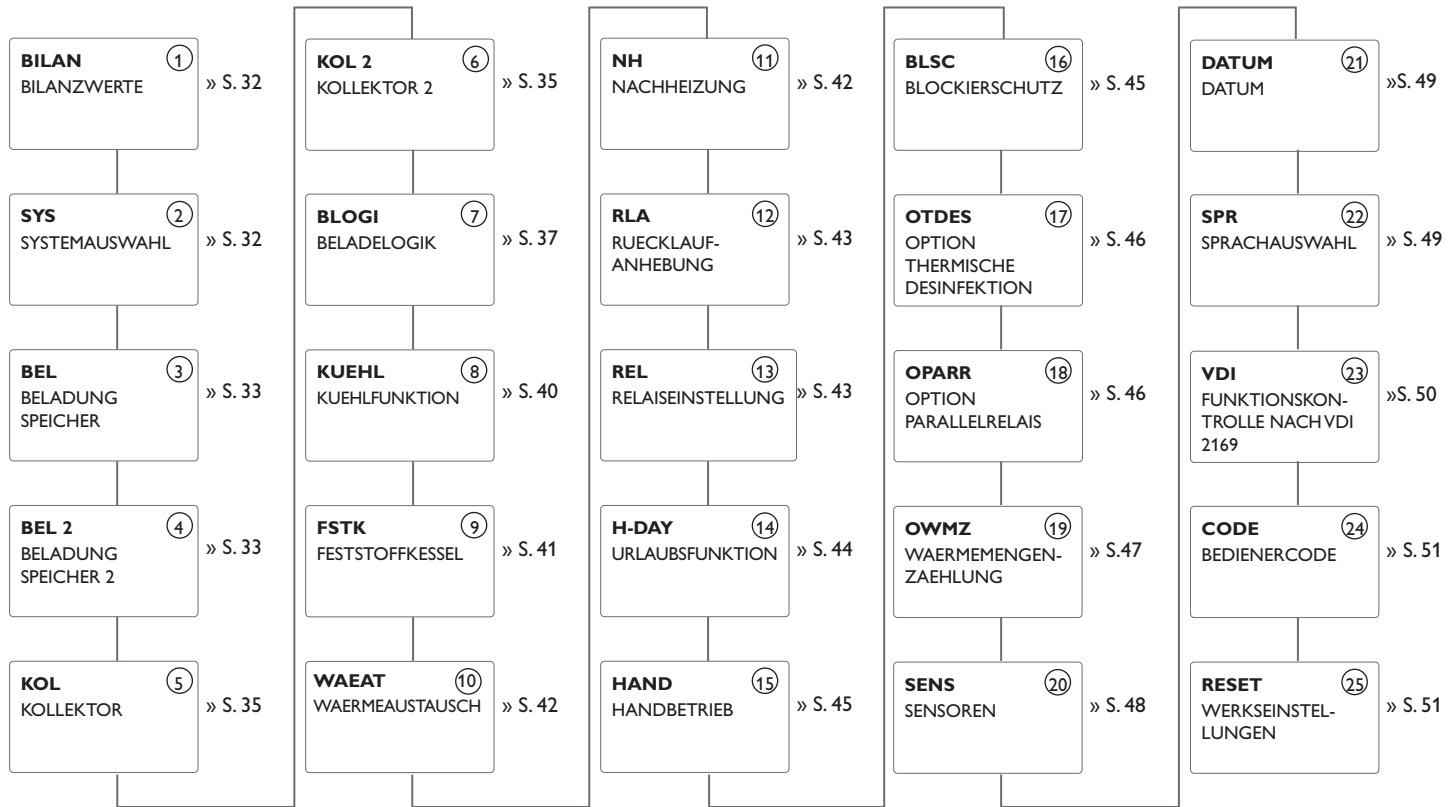 BILAN 1
BILANZWERTE
» S. 32
SYS 2
SYSTEMAUSWAHL
» S. 32
BEL 3
BELADUNG
SPEICHER
» S. 33
BEL 2 4
BELADUNG
SPEICHER 2
» S. 33
KOL 5
KOLLEKTOR
» S. 35
KOL 2 6
KOLLEKTOR 2
» S. 35
BLOGI 7
BELADELOGIK
» S. 37
KUEHL 8
KUEHLFUNKTION
» S. 40
FSTK 9
FESTSTOFFKESSEL
» S. 41
WAEAT 10
WAERMEAUSTAUSCH
» S. 42
NH 11
NACHHEIZUNG
» S. 42
RLA 12
RUECKLAUF-
ANHEBUNG
» S. 43
REL 13
RELAISEINSTELLUNG
» S. 43
H-DAY 14
URLAUBSFUNKTION
» S. 44
HAND 15
HANDBETRIEB
» S. 45
BLSC 16
BLOCKIERSCHUTZ
» S. 45
OTDES 17
OPTION
THERMISCHE
DESINFEKTION
» S. 46
OPARR 18
OPTION
PARALLELRELAIS
» S. 46
OWMZ 19
WAERMEMENGEN-
ZAEHLUNG
» S.47
SENS 20
SENSOREN
» S. 48
DATUM 21
DATUM
»S. 49
SPR 22
SPRACHAUSWAHL
» S. 49
VDI 23
FUNKTIONSKON-
TROLLE NACH VDI
2169
»S. 50
CODE 24
BEDIENERCODE
» S. 51
RESET 25
WERKSEINSTEL-
LUNGEN
» S. 51